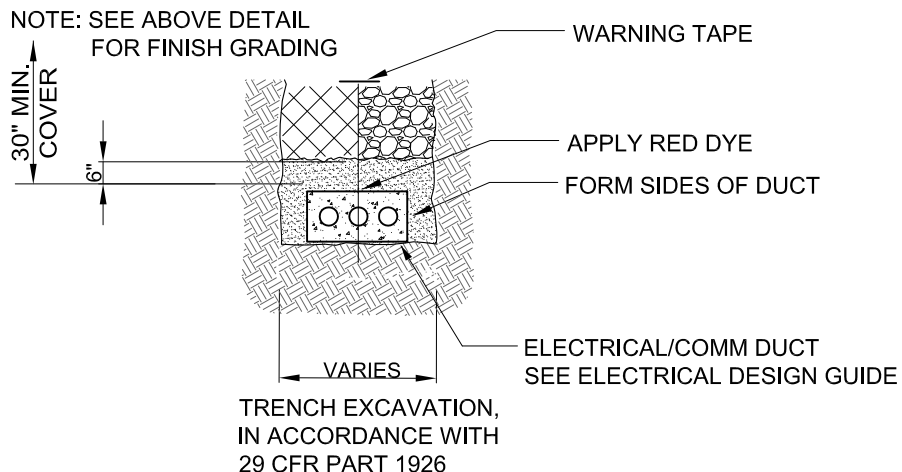 NOTE: SEE ABOVE DETAIL
FOR FINISH GRADING
30" MIN.
COVER
6"
WARNING TAPE
APPLY RED DYE
FORM SIDES OF DUCT
ELECTRICAL/COMM DUCT
SEE ELECTRICAL DESIGN GUIDE
VARIES
TRENCH EXCAVATION,
IN ACCORDANCE WITH
29 CFR PART 1926